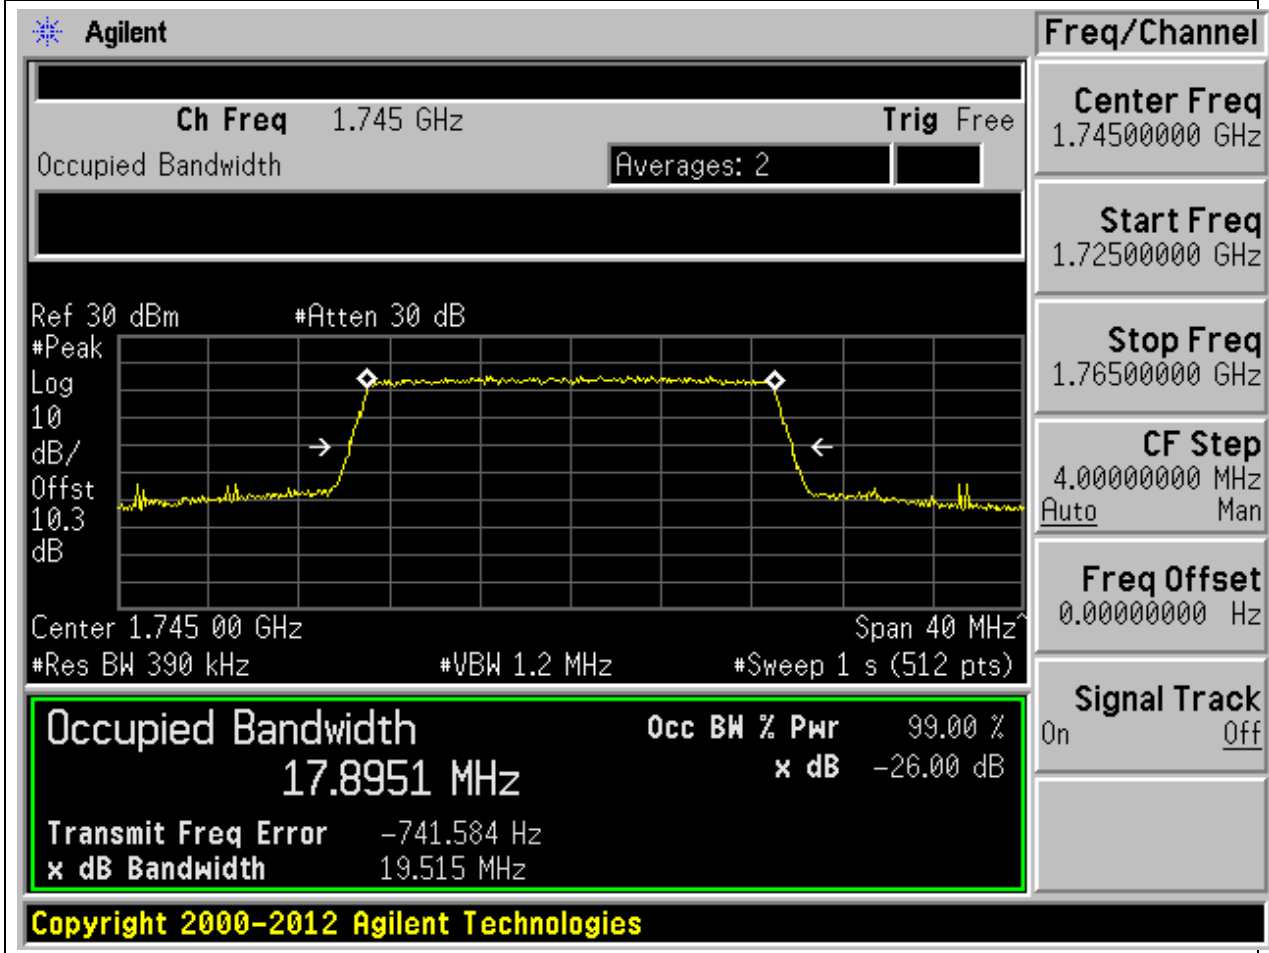 Agilent
Freq/Channel
Ch Freq 1.745 GHz Trig Free
Occupied Bandwidth Averages: 2
Center Freq
1.74500000 GHz
Start Freq
1.72500000 GHz
Stop Freq
1.76500000 GHz
CF Step
4.00000000 MHz
Auto Man
Freq Offset
0.00000000 Hz
Signal Track
On Off
Ref 30 dBm #Atten 30 dB
#Peak
Log
10
dB/
Offst
10.3
dB
Center 1.745 00 GHz Span 40 MHz^
#Res BW 390 kHz #VBW 1.2 MHz #Sweep 1 s (512 pts)
Occupied Bandwidth Occ BW % Pwr 99.00 %
17.8951 MHz x dB -26.00 dB
Transmit Freq Error -741.584 Hz
x dB Bandwidth 19.515 MHz
Copyright 2000-2012 Agilent Technologies